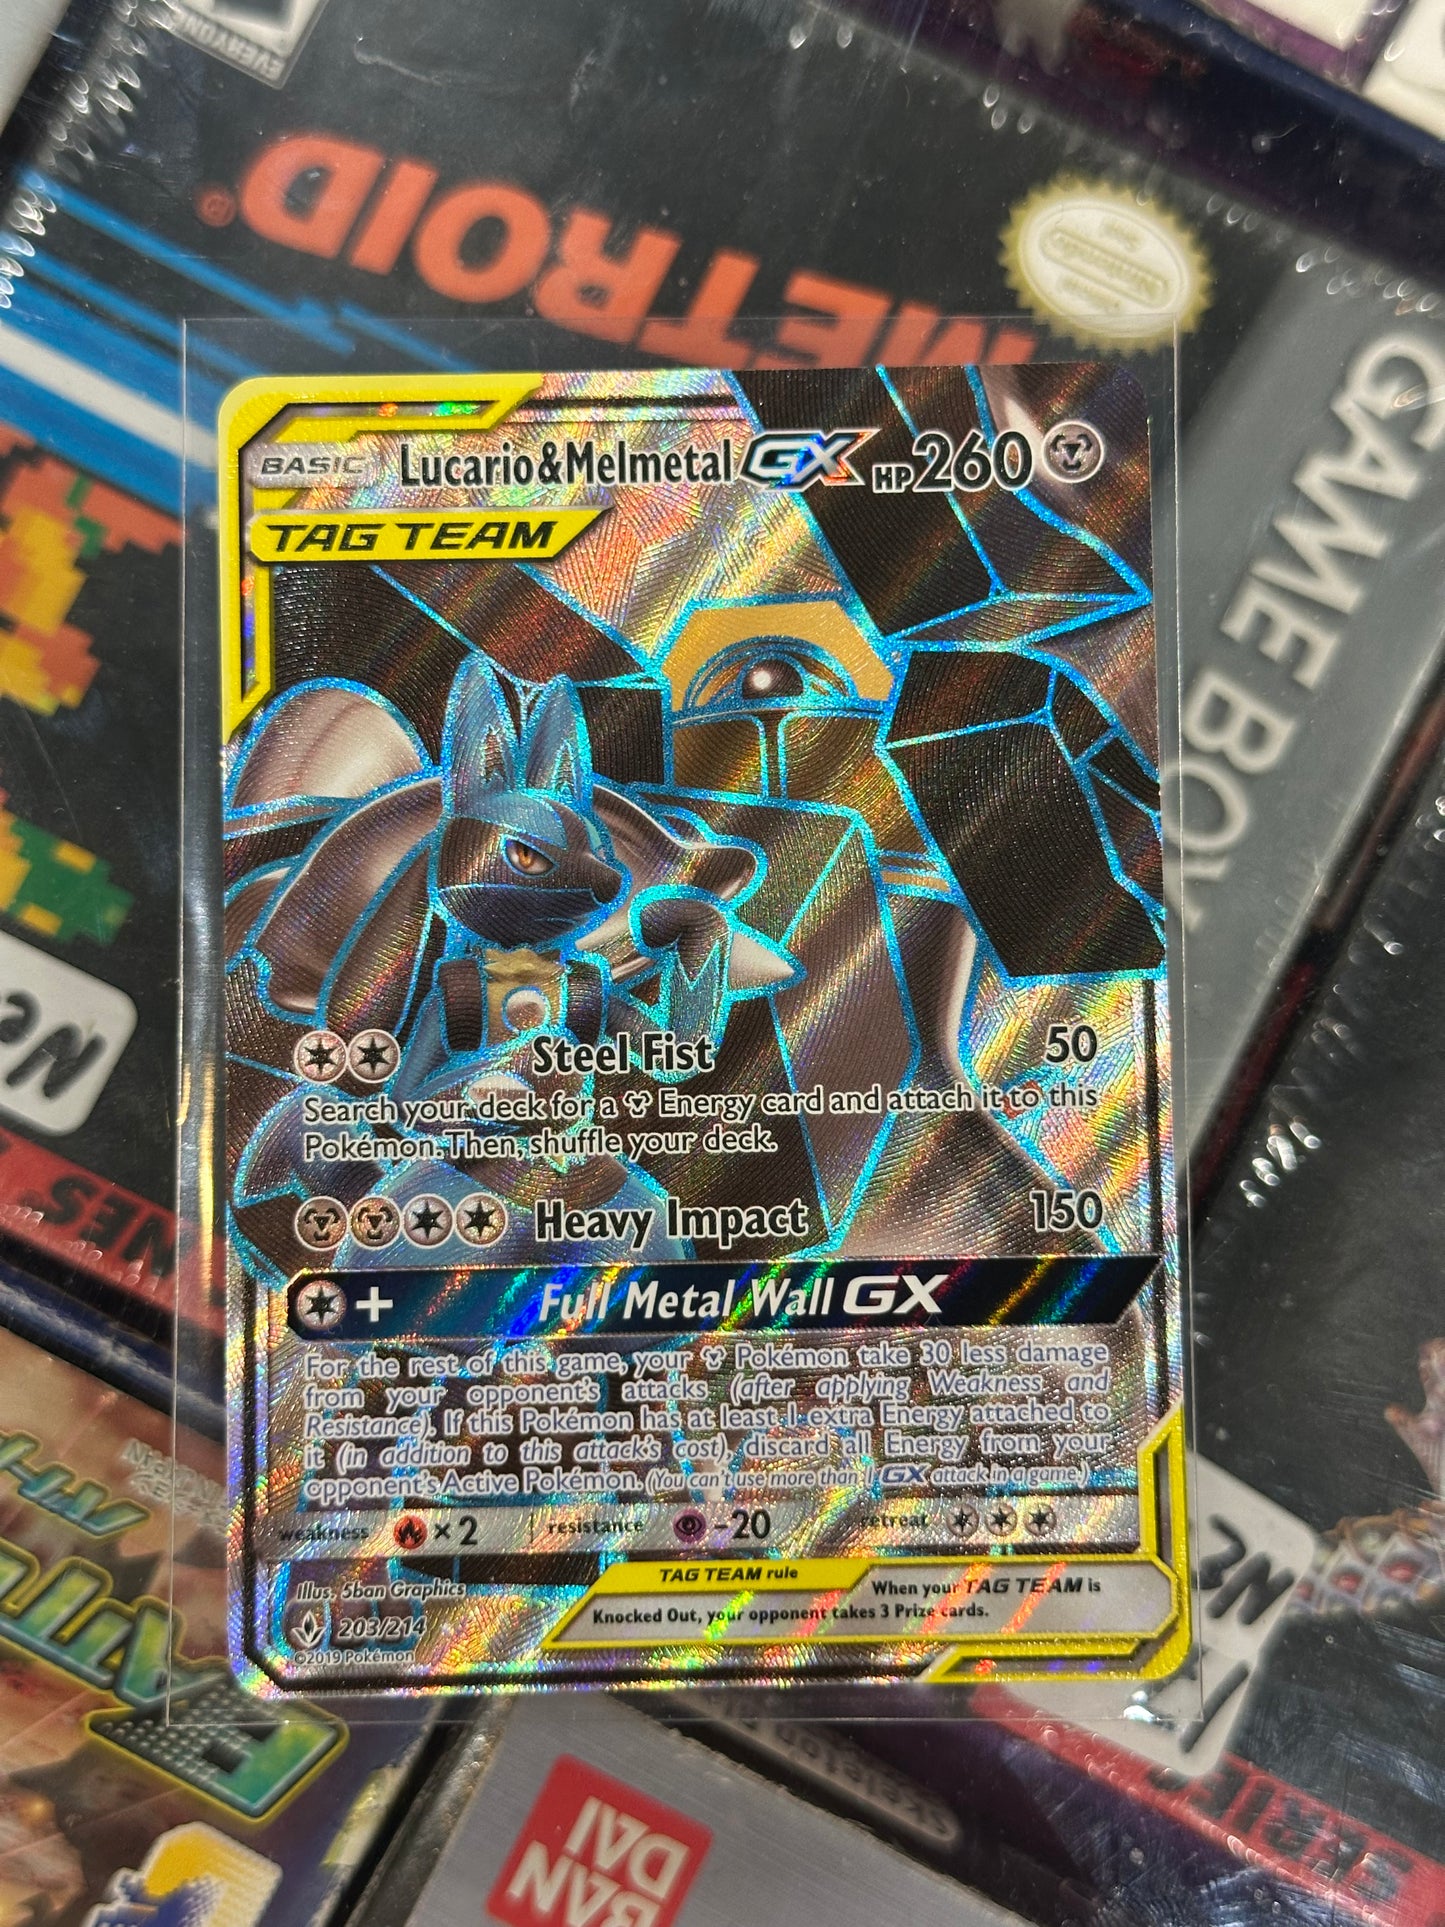 EVERYONE
METROID®
Nintendo
GAME BOY
BASIC Lucario&Melmetal GX HP260
TAG TEAM
Steel Fist 50
Search your deck for a Energy card and attach it to this
Pokémon. Then, shuffle your deck.
Heavy Impact 150
+ Full Metal Wall GX
For the rest of this game, your Pokémon take 30 less damage
from your opponent's attacks (after applying Weakness and
Resistance). If this Pokémon has at least 1 extra Energy attached to
it (in addition to this attack's cost), discard all Energy from your
opponent's Active Pokémon. (You can't use more than 1 GX attack in a game.)
weakness ×2 resistance -20 retreat
TAG TEAM rule
When your TAG TEAM is
Knocked Out, your opponent takes 3 Prize cards.
Illus. 5ban Graphics
203/214
©2019 Pokémon
NES
SERIES
BAN
DAI